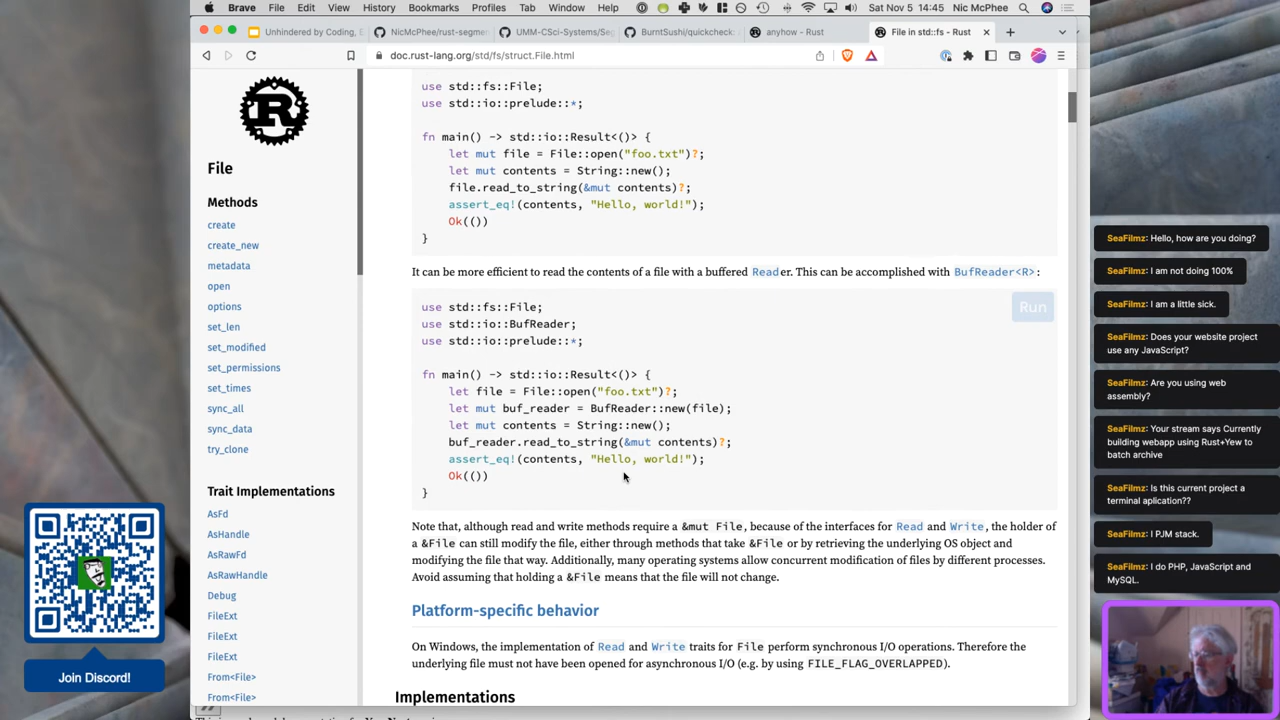 Brave File Edit View History Bookmarks Profiles Tab Window Help
Sat Nov 5 14:45 Nic McPhee
Unhindered by Coding, E
NicMcPhee/rust-segme
UMM-CSci-Systems/Seg
BurntSushi/quickcheck:
anyhow - Rust
File in std::fs - Rust
doc.rust-lang.org/std/fs/struct.File.html
File
Methods
create
create_new
metadata
open
options
set_len
set_modified
set_permissions
set_times
sync_all
sync_data
try_clone
Trait Implementations
AsFd
AsHandle
AsRawFd
AsRawHandle
Debug
FileExt
FileExt
FileExt
From<File>
From<File>
use std::fs::File;
use std::io::prelude::*;
fn main() -> std::io::Result<()> {
let mut file = File::open("foo.txt")?;
let mut contents = String::new();
file.read_to_string(&mut contents)?;
assert_eq!(contents, "Hello, world!");
Ok(())
}
It can be more efficient to read the contents of a file with a buffered Reader. This can be accomplished with BufReader<R>:
Run
use std::fs::File;
use std::io::BufReader;
use std::io::prelude::*;
fn main() -> std::io::Result<()> {
let file = File::open("foo.txt")?;
let mut buf_reader = BufReader::new(file);
let mut contents = String::new();
buf_reader.read_to_string(&mut contents)?;
assert_eq!(contents, "Hello, world!");
Ok(())
}
Note that, although read and write methods require a &mut File, because of the interfaces for Read and Write, the holder of
a &File can still modify the file, either through methods that take &File or by retrieving the underlying OS object and
modifying the file that way. Additionally, many operating systems allow concurrent modification of files by different processes.
Avoid assuming that holding a &File means that the file will not change.
Platform-specific behavior
On Windows, the implementation of Read and Write traits for File perform synchronous I/O operations. Therefore the
underlying file must not have been opened for asynchronous I/O (e.g. by using FILE_FLAG_OVERLAPPED).
Implementations
Join Discord!
SeaFilmz: Hello, how are you doing?
SeaFilmz: I am not doing 100%
SeaFilmz: I am a little sick.
SeaFilmz: Does your website project
use any JavaScript?
SeaFilmz: Are you using web
assembly?
SeaFilmz: Your stream says Currently
building webapp using Rust+Yew to
batch archive
SeaFilmz: Is this current project a
terminal aplication??
SeaFilmz: I PJM stack.
SeaFilmz: I do PHP, JavaScript and
MySQL.